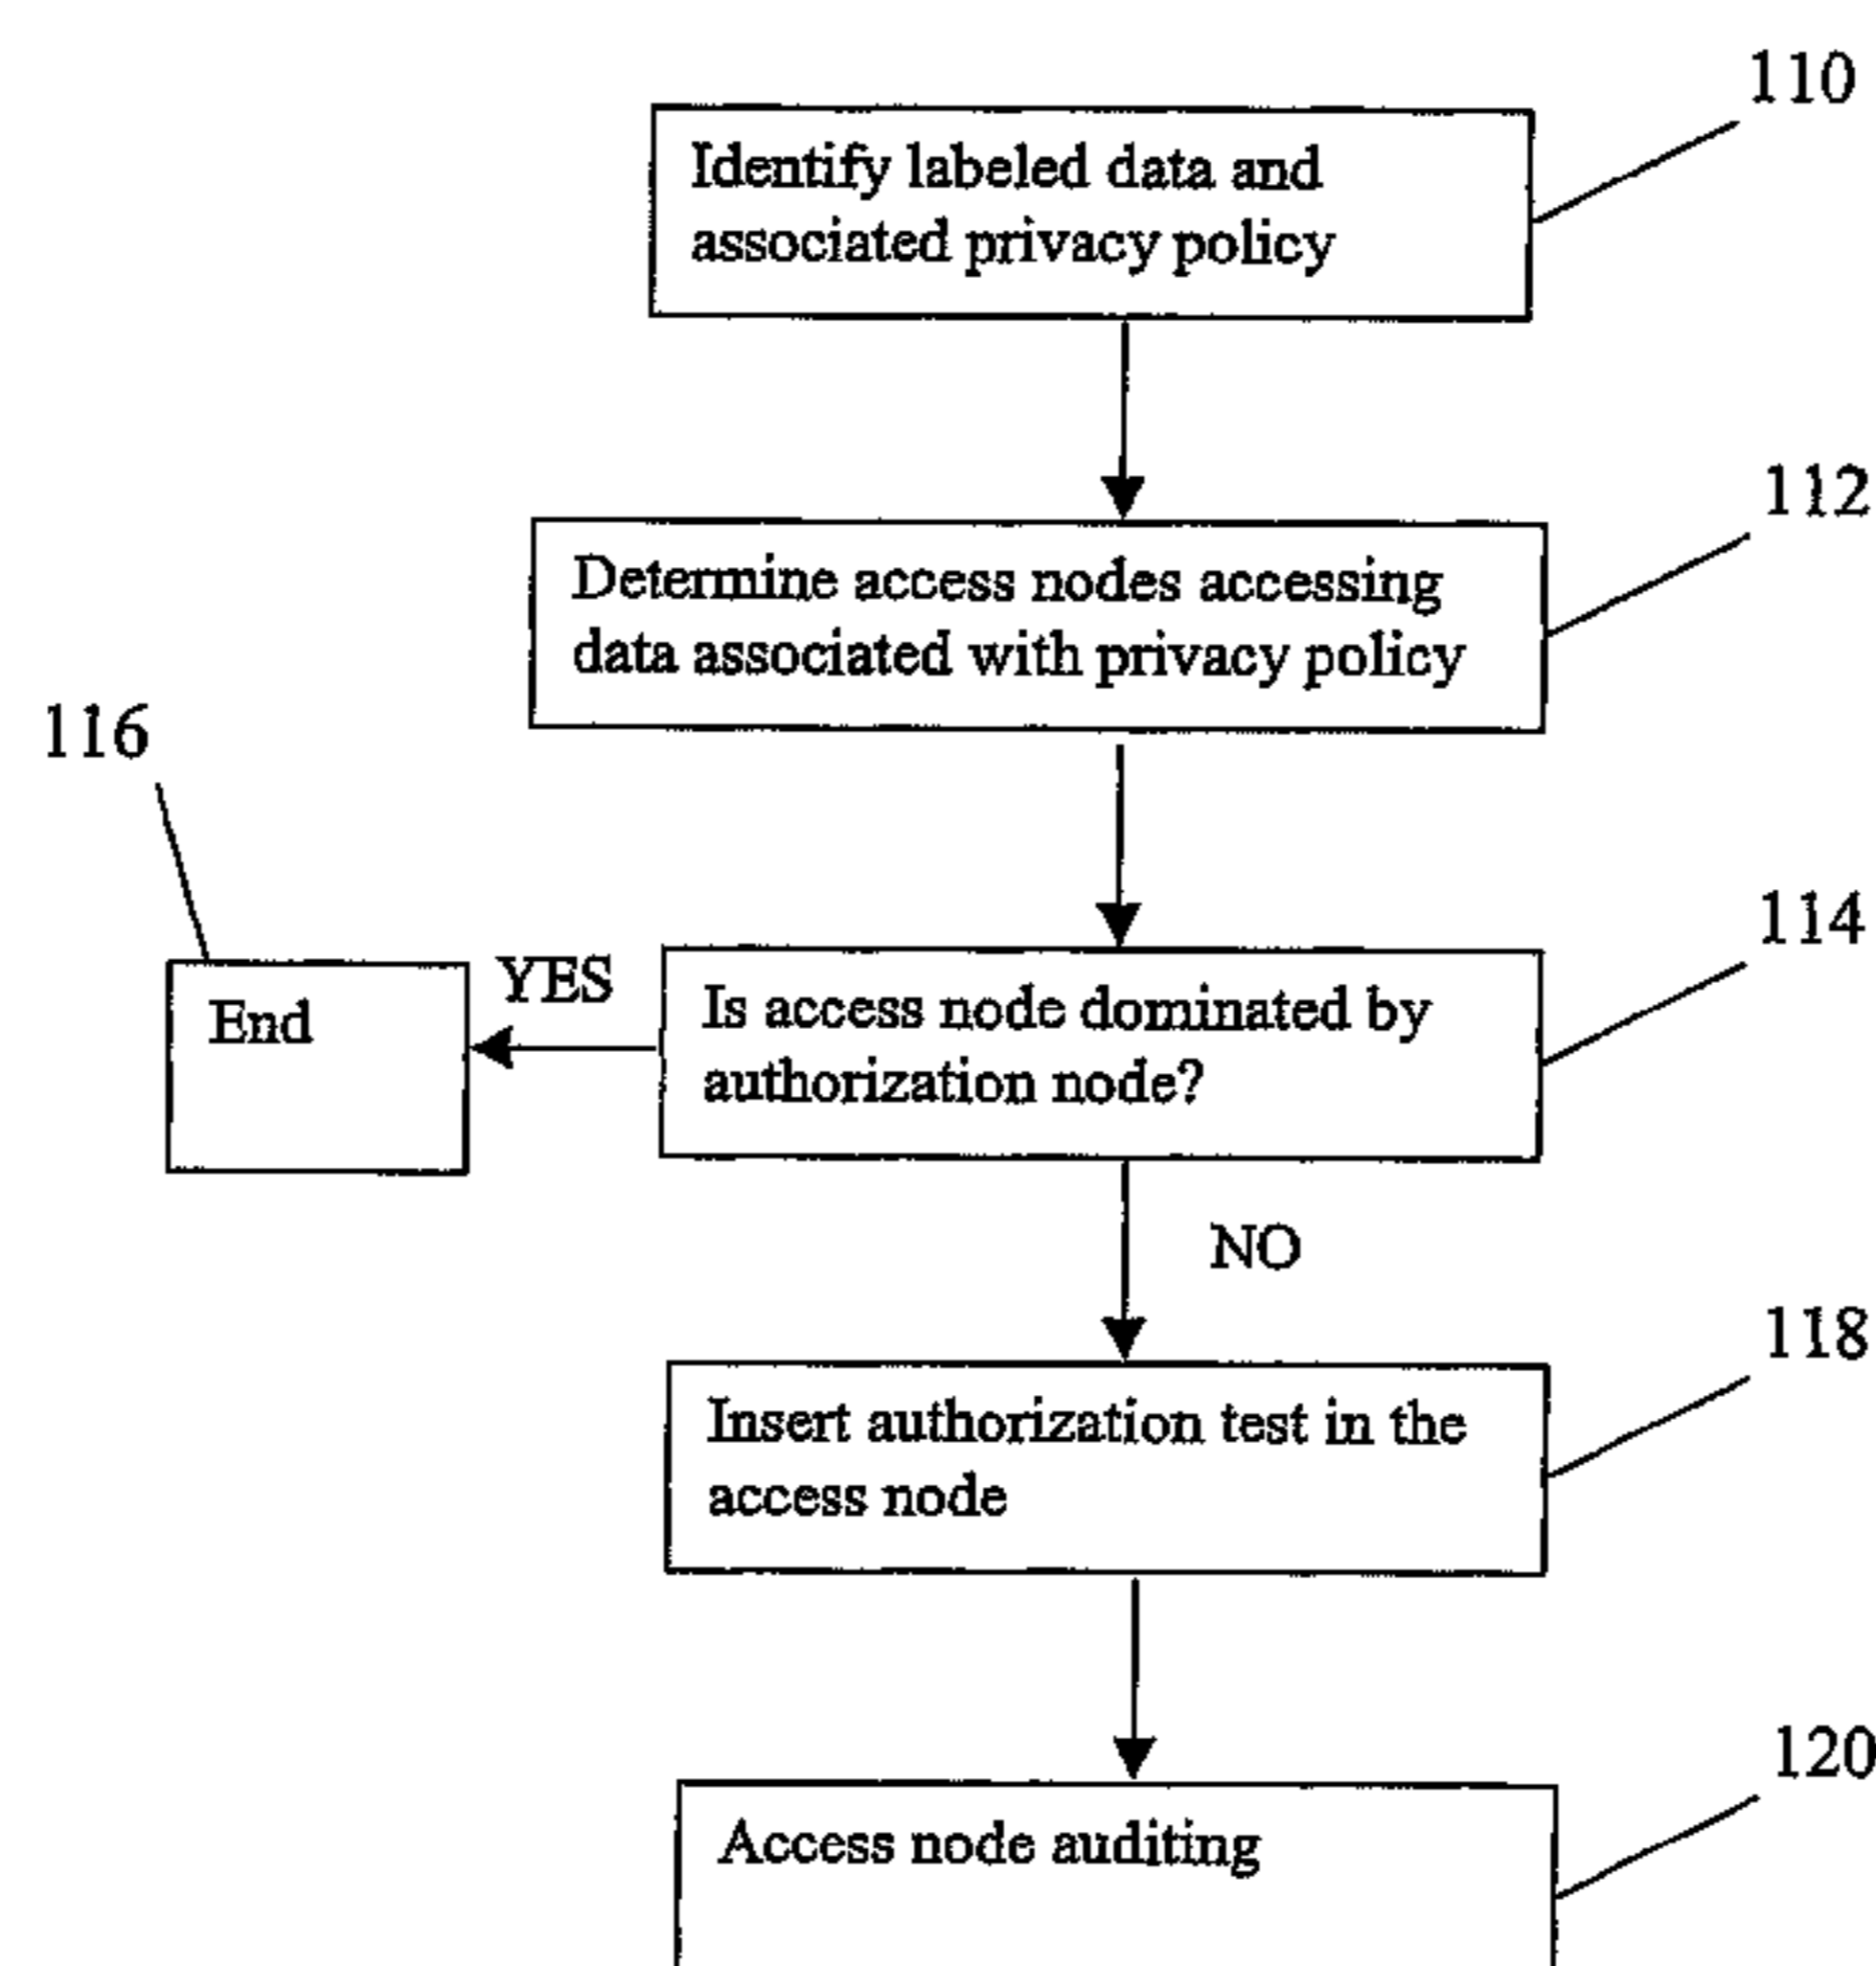 110
Identify labeled data and
associated privacy policy
112
Determine access nodes accessing
data associated with privacy policy
116
114
End
YES
Is access node dominated by
authorization node?
NO
118
Insert authorization test in the
access node
120
Access node auditing